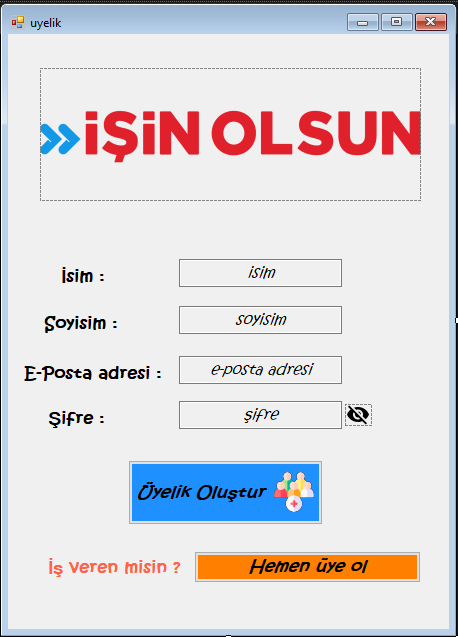 uyelik
iŞiN OLSUN
İsim :
isim
Soyisim :
soyisim
E-Posta adresi :
e-posta adresi
Şifre :
şifre
Üyelik Oluştur
İş Veren misin ?
Hemen üye ol